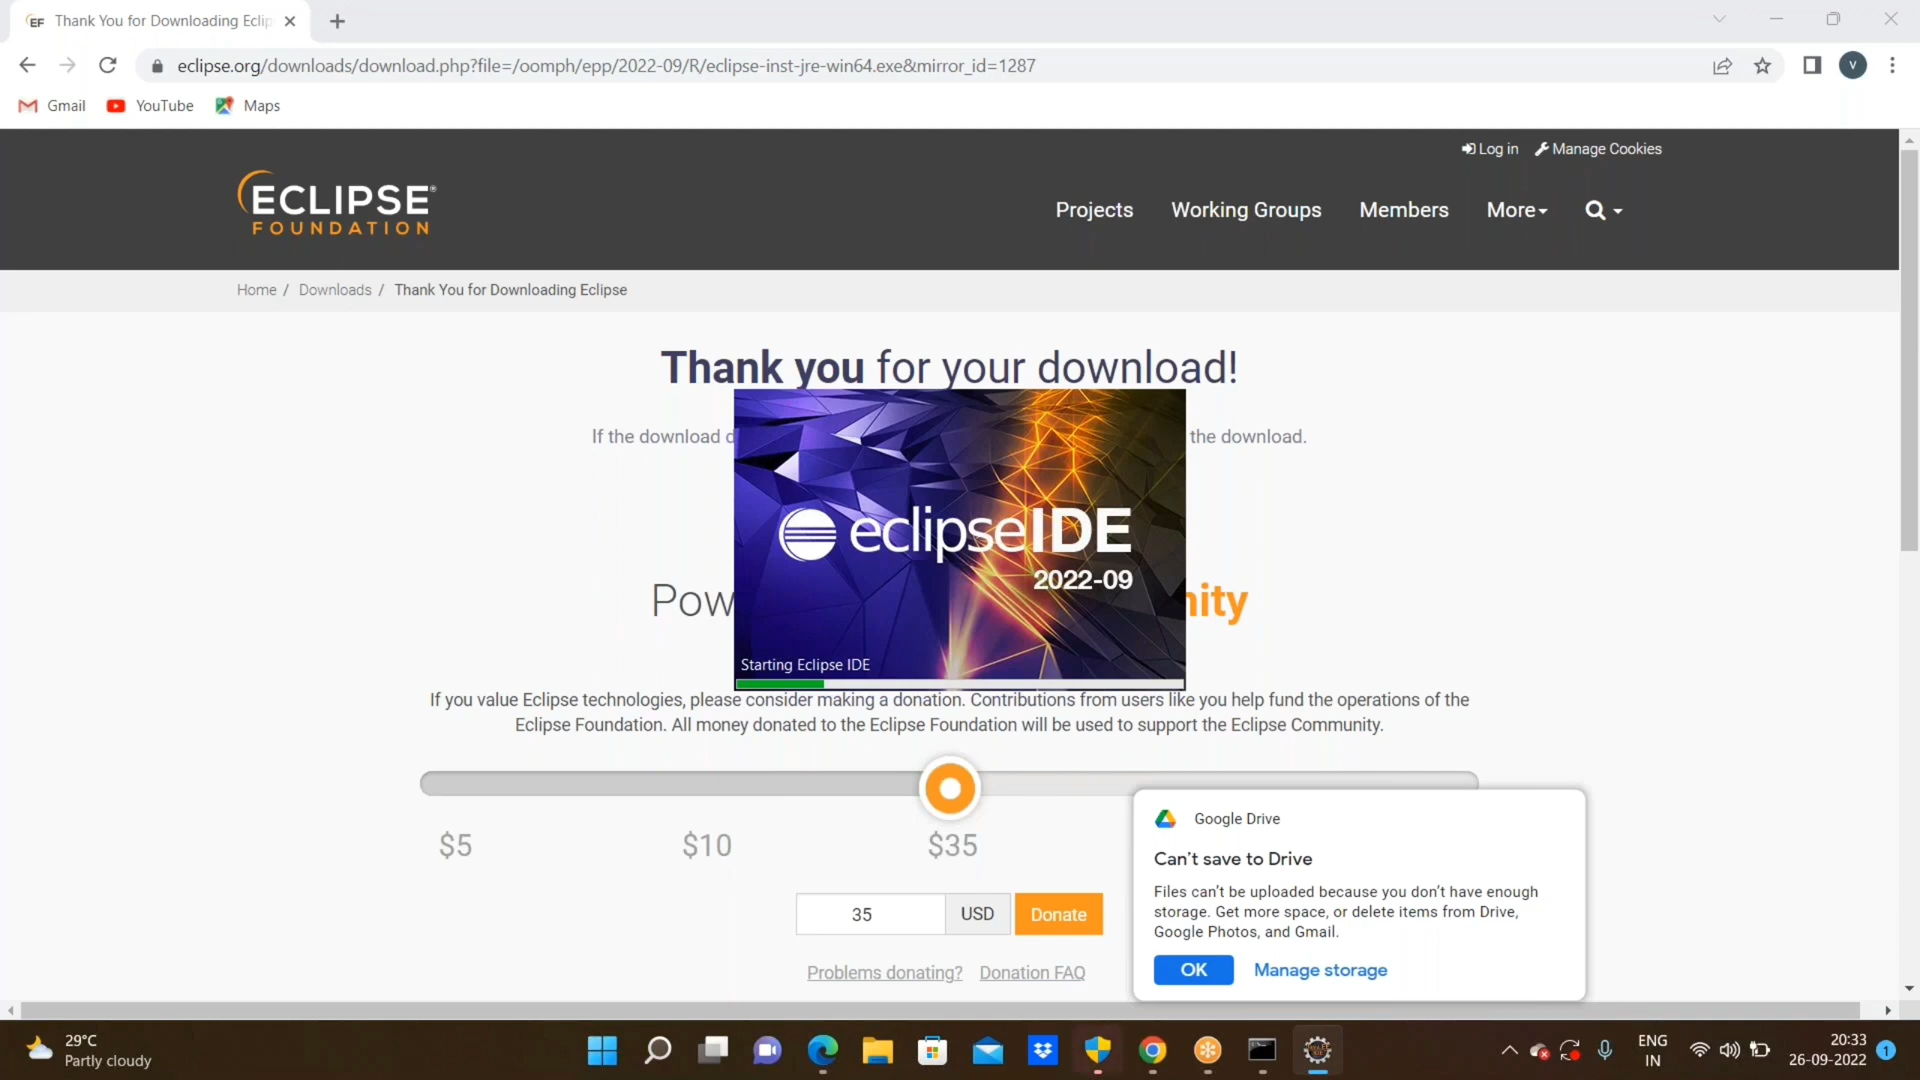 EF Thank You for Downloading Eclip
eclipse.org/downloads/download.php?file=/oomph/epp/2022-09/R/eclipse-inst-jre-win64.exe&mirror_id=1287
V
Gmail YouTube Maps
Log in Manage Cookies
ECLIPSE®
FOUNDATION
Projects Working Groups Members More
Home / Downloads / Thank You for Downloading Eclipse
Thank you for your download!
If the download d the download.
eclipseIDE
2022-09
Pow nity
Starting Eclipse IDE
If you value Eclipse technologies, please consider making a donation. Contributions from users like you help fund the operations of the
Eclipse Foundation. All money donated to the Eclipse Foundation will be used to support the Eclipse Community.
$5 $10 $35
35 USD Donate
Problems donating? Donation FAQ
Google Drive
Can't save to Drive
Files can't be uploaded because you don't have enough
storage. Get more space, or delete items from Drive,
Google Photos, and Gmail.
OK Manage storage
29°C
Partly cloudy
ENG
IN
20:33
26-09-2022
1